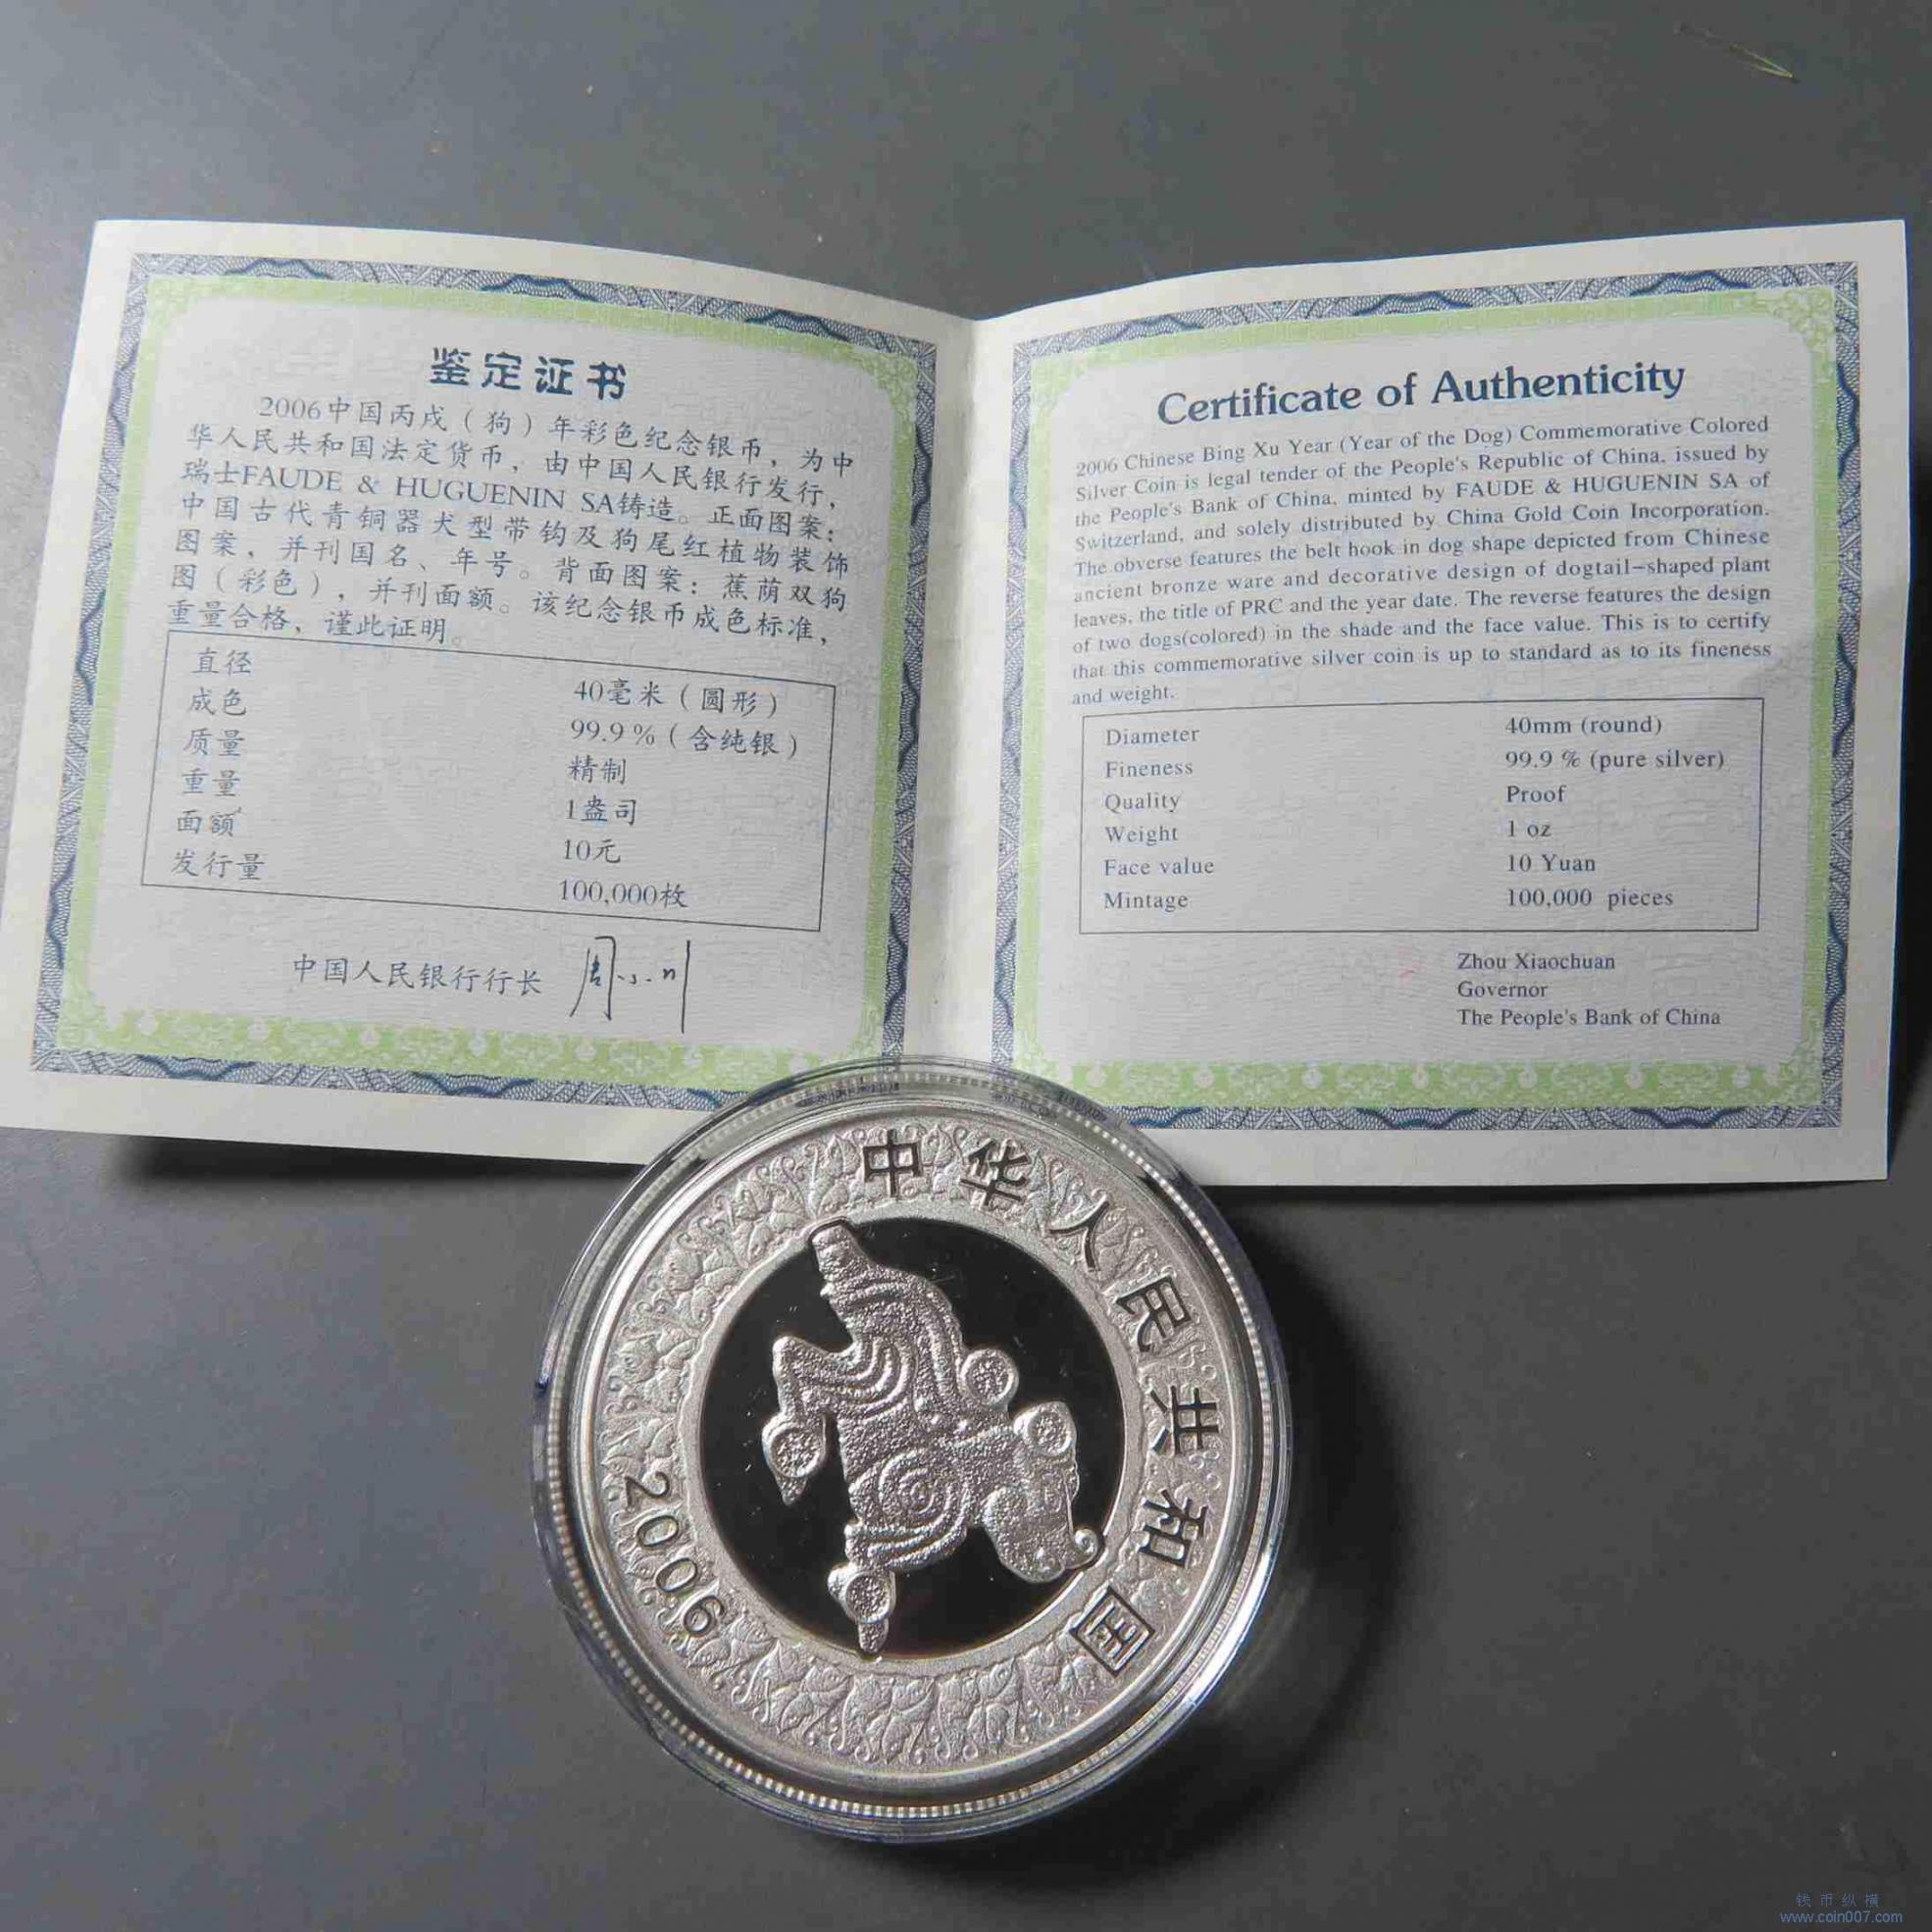 鉴定证书
2006中国丙戌（狗）年彩色纪念银币，为中
华人民共和国法定货币，由中国人民银行发行，
瑞士FAUDE & HUGUENIN SA铸造。正面图案：
中国古代青铜器犬型带钩及狗尾红植物装饰
图案，并刊国名、年号。背面图案：蕉荫双狗
图（彩色），并刊面额。该纪念银币成色标准，
重量合格，谨此证明。
直径 40毫米（圆形）
成色 99.9%（含纯银）
质量 精制
重量 1盎司
面额 10元
发行量 100,000枚
中国人民银行行长 周小川
Certificate of Authenticity
2006 Chinese Bing Xu Year (Year of the Dog) Commemorative Colored
Silver Coin is legal tender of the People's Republic of China, issued by
the People's Bank of China, minted by FAUDE & HUGUENIN SA of
Switzerland, and solely distributed by China Gold Coin Incorporation.
The obverse features the belt hook in dog shape depicted from Chinese
ancient bronze ware and decorative design of dogtail-shaped plant
leaves, the title of PRC and the year date. The reverse features the design
of two dogs(colored) in the shade and the face value. This is to certify
that this commemorative silver coin is up to standard as to its fineness
and weight.
Diameter 40mm (round)
Fineness 99.9 % (pure silver)
Quality Proof
Weight 1 oz
Face value 10 Yuan
Mintage 100,000 pieces
Zhou Xiaochuan
Governor
The People's Bank of China
中华人民共和国
2006
钱币纵横
www.coin007.com